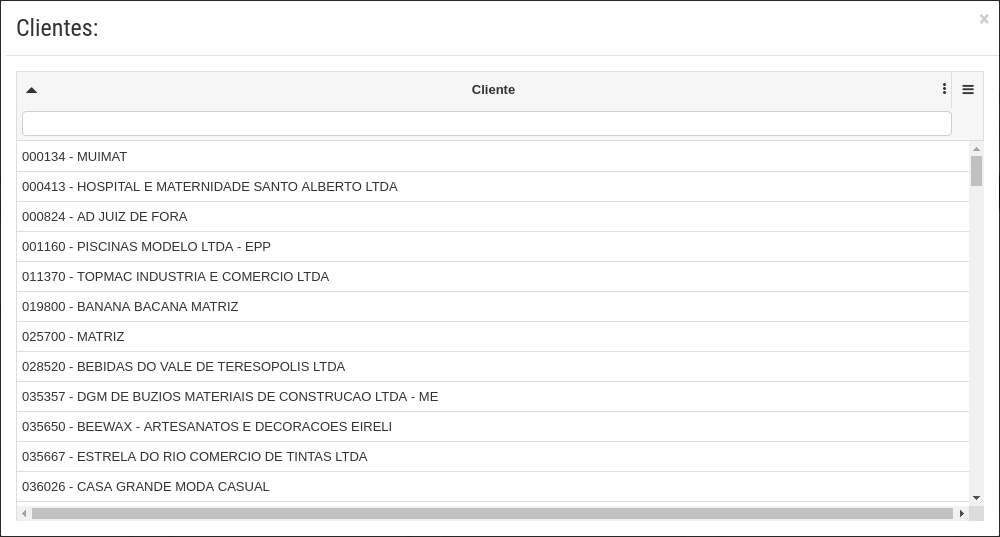 Clientes:
×
Cliente
000134 - MUIMAT
000413 - HOSPITAL E MATERNIDADE SANTO ALBERTO LTDA
000824 - AD JUIZ DE FORA
001160 - PISCINAS MODELO LTDA - EPP
011370 - TOPMAC INDUSTRIA E COMERCIO LTDA
019800 - BANANA BACANA MATRIZ
025700 - MATRIZ
028520 - BEBIDAS DO VALE DE TERESOPOLIS LTDA
035357 - DGM DE BUZIOS MATERIAIS DE CONSTRUCAO LTDA - ME
035650 - BEEWAX - ARTESANATOS E DECORACOES EIRELI
035667 - ESTRELA DO RIO COMERCIO DE TINTAS LTDA
036026 - CASA GRANDE MODA CASUAL